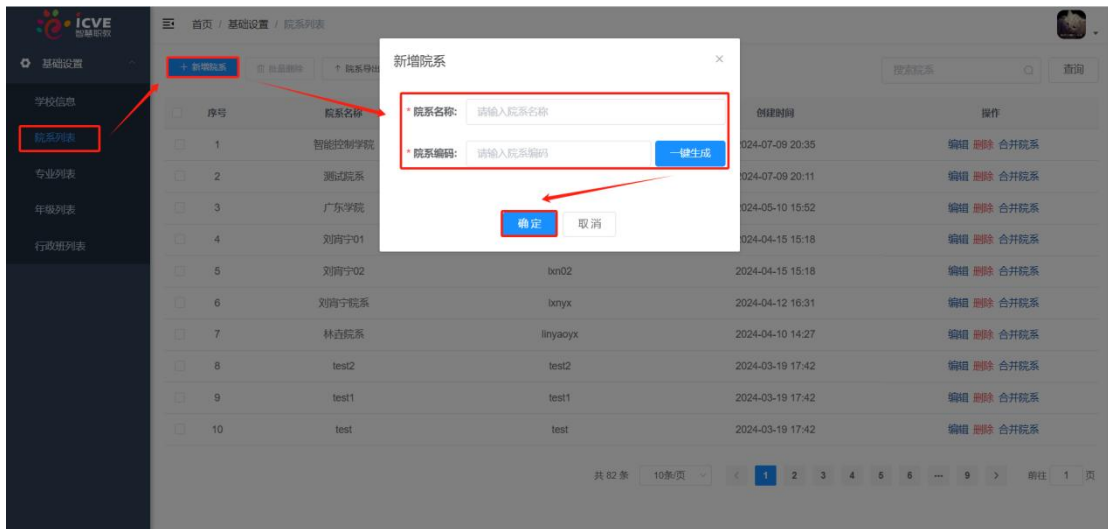 icve
智慧职教
首页 / 基础设置 / 院系列表
基础设置
学校信息
院系列表
专业列表
年级列表
行政班列表
+ 新增院系 批量删除 院系导出
搜索院系 查询
新增院系 ×
* 院系名称: 请输入院系名称
* 院系编码: 请输入院系编码 一键生成
确定 取消
序号 院系名称 创建时间 操作
1 智能控制学院 024-07-09 20:35 编辑 删除 合并院系
2 测试院系 024-07-09 20:11 编辑 删除 合并院系
3 广东学院 024-05-10 15:52 编辑 删除 合并院系
4 刘宵宁01 024-04-15 15:18 编辑 删除 合并院系
5 刘宵宁02 lxn02 2024-04-15 15:18 编辑 删除 合并院系
6 刘宵宁院系 lxnyx 2024-04-12 16:31 编辑 删除 合并院系
7 林垚院系 linyaoyx 2024-04-10 14:27 编辑 删除 合并院系
8 test2 test2 2024-03-19 17:42 编辑 删除 合并院系
9 test1 test1 2024-03-19 17:42 编辑 删除 合并院系
10 test test 2024-03-19 17:42 编辑 删除 合并院系
共 82 条 10条/页 < 1 2 3 4 5 6 ··· 9 > 前往 1 页